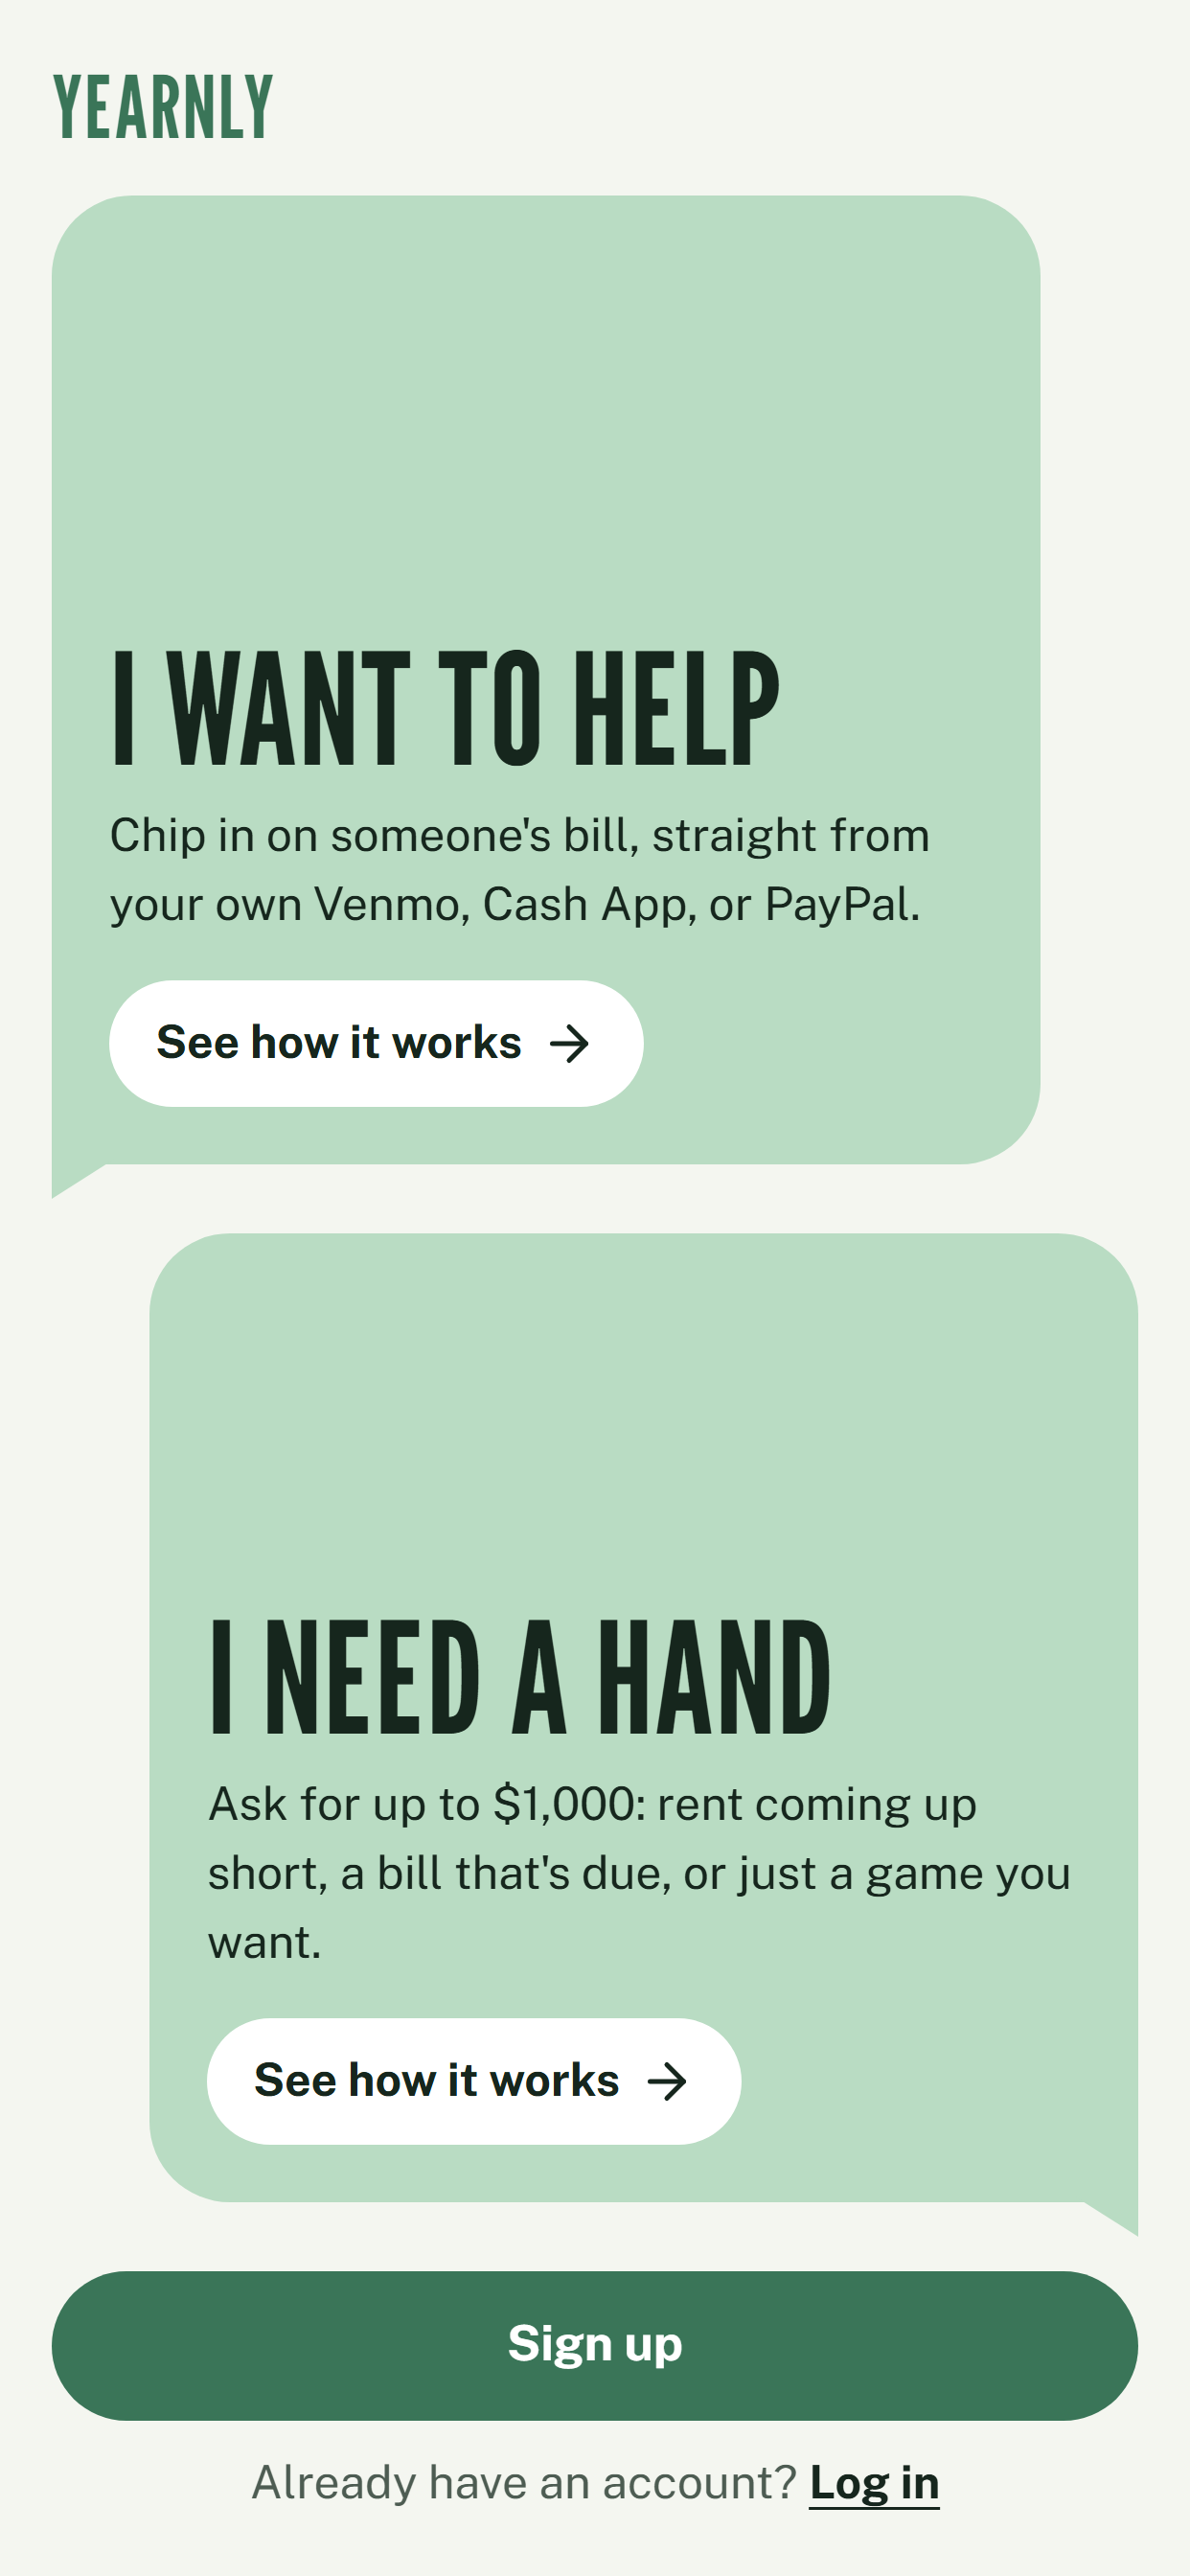 YEARNLY
I WANT TO HELP
Chip in on someone's bill, straight from
your own Venmo, Cash App, or PayPal.
See how it works →
I NEED A HAND
Ask for up to $1,000: rent coming up
short, a bill that's due, or just a game you
want.
See how it works →
Sign up
Already have an account? Log in